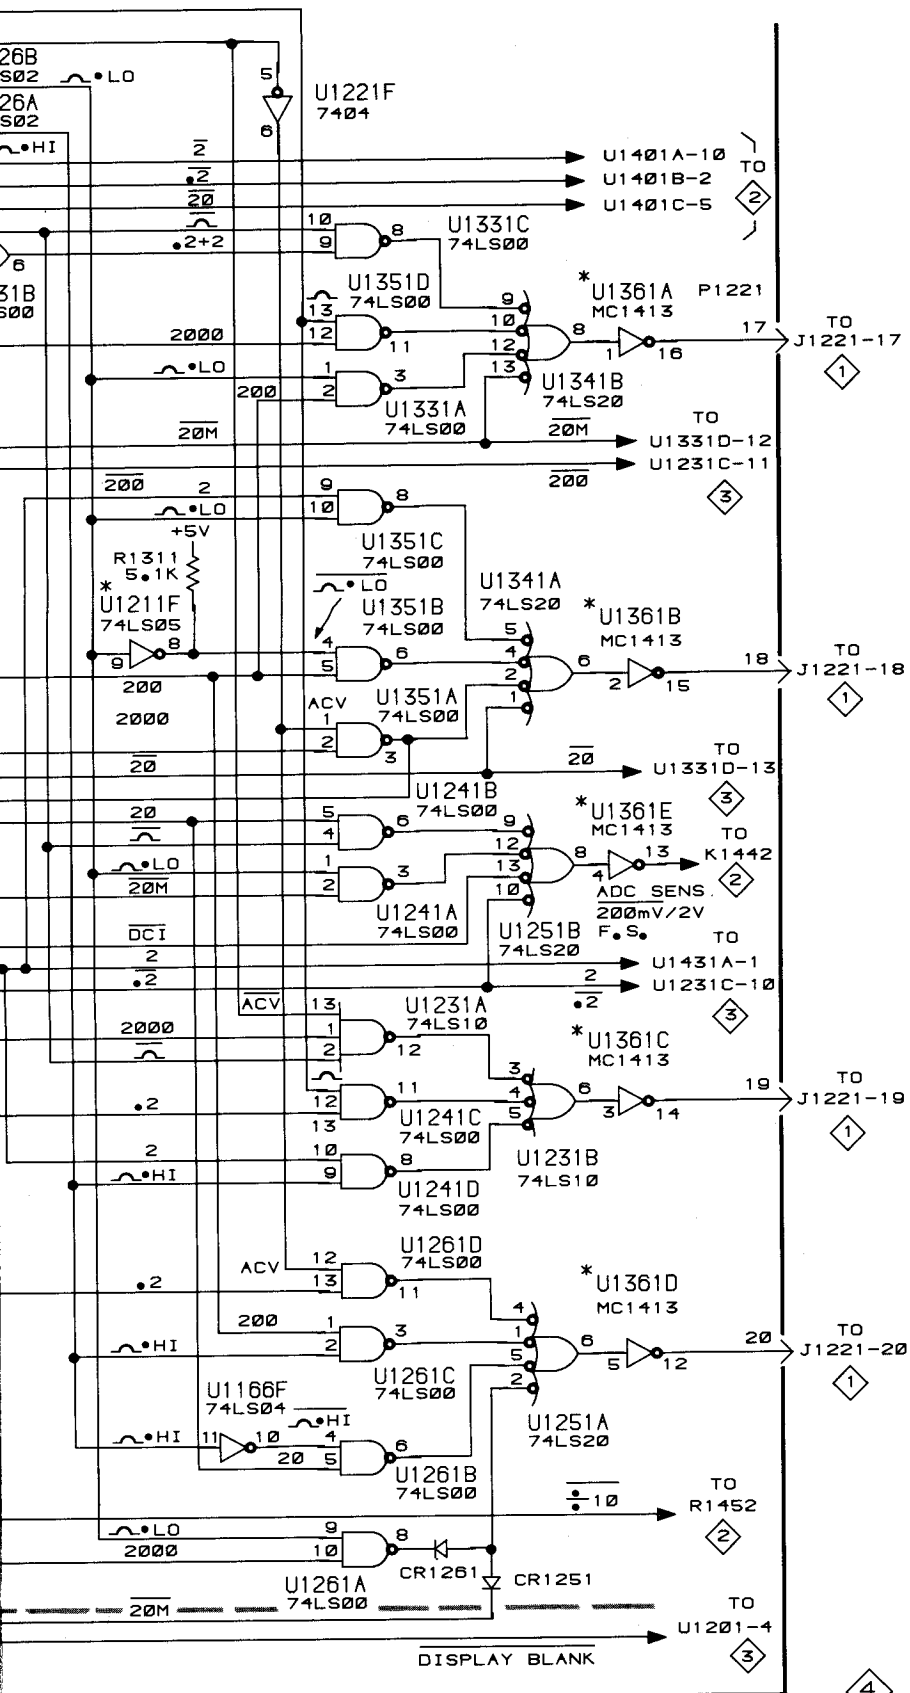 26B
S02
⏜•LO
26A
S02
⏜•HI
5
U1221F
7404
6
2
•2
20
U1401A-10
U1401B-2
U1401C-5
TO
2
10
9
8
U1331C
74LS00
•2+2
6
31B
S00
U1351D
74LS00
13
12
11
2000
⏜•LO
1
2
3
200
U1331A
74LS00
9
10
12
13
8
U1341B
74LS20
*
U1361A
MC1413
1
16
P1221
17
TO
J1221-17
1
20M
20M
TO
U1331D-12
U1231C-11
200
200
3
2
9
⏜•LO
10
8
U1351C
74LS00
+5V
R1311
5.1K
*
U1211F
74LS05
9
8
⏜•LO
U1351B
74LS00
4
5
6
200
2000
ACV
U1351A
74LS00
1
2
3
20
U1341A
74LS20
5
4
2
1
6
*
U1361B
MC1413
2
15
18
TO
J1221-18
1
20
TO
U1331D-13
3
20
5
4
6
U1241B
74LS00
⏜•LO
20M
1
2
3
U1241A
74LS00
9
12
13
10
8
U1251B
74LS20
*
U1361E
MC1413
4
13
TO
K1442
2
ADC SENS.
200mV/2V
F.S.
DCI
2
•2
TO
U1431A-1
2
U1231C-10
•2
3
ACV
13
U1231A
74LS10
2000
1
2
12
•2
12
13
11
U1241C
74LS00
2
10
⏜•HI
9
8
U1241D
74LS00
3
4
5
6
U1231B
74LS10
*
U1361C
MC1413
3
14
19
TO
J1221-19
1
U1261D
74LS00
ACV
12
•2
13
11
200
1
⏜•HI
2
3
U1261C
74LS00
4
1
5
2
6
U1251A
74LS20
*
U1361D
MC1413
5
12
20
TO
J1221-20
1
U1166F
74LS04
⏜•HI
⏜•HI
11
10
4
20
5
6
U1261B
74LS00
÷10
TO
R1452
2
⏜•LO
9
2000
10
8
U1261A
74LS00
CR1261
CR1251
20M
TO
U1201-4
3
DISPLAY BLANK
4